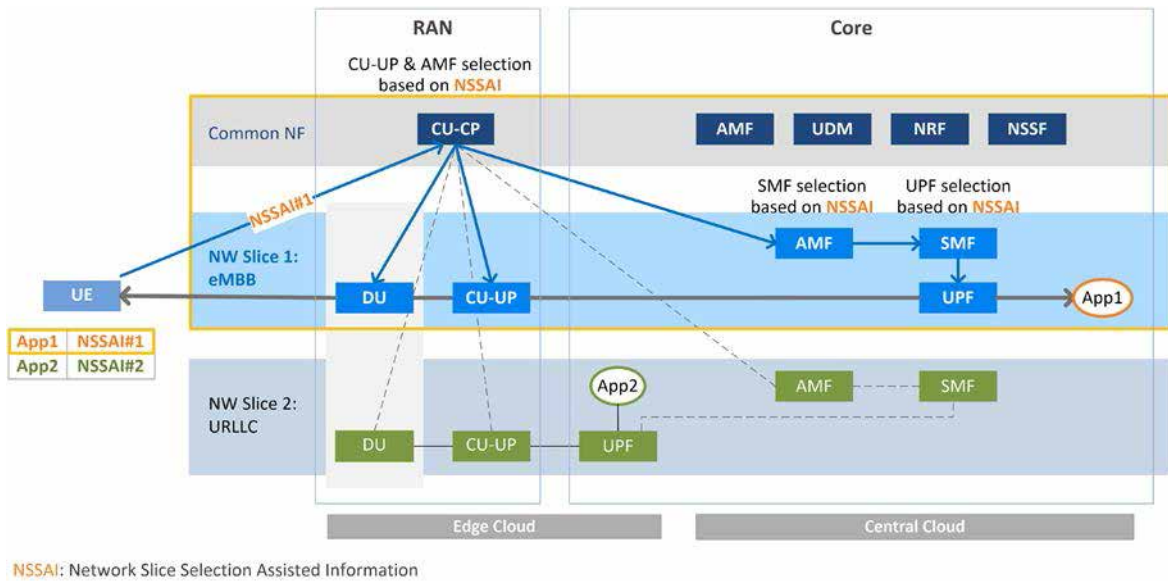 RAN
Core
CU-UP & AMF selection
based on NSSAI
Common NF
CU-CP
AMF
UDM
NRF
NSSF
NSSAI#1
SMF selection
based on NSSAI
UPF selection
based on NSSAI
NW Slice 1:
eMBB
AMF
SMF
UE
DU
CU-UP
UPF
App1
App1 NSSAI#1
App2 NSSAI#2
NW Slice 2:
URLLC
App2
AMF
SMF
DU
CU-UP
UPF
Edge Cloud
Central Cloud
NSSAI: Network Slice Selection Assisted Information